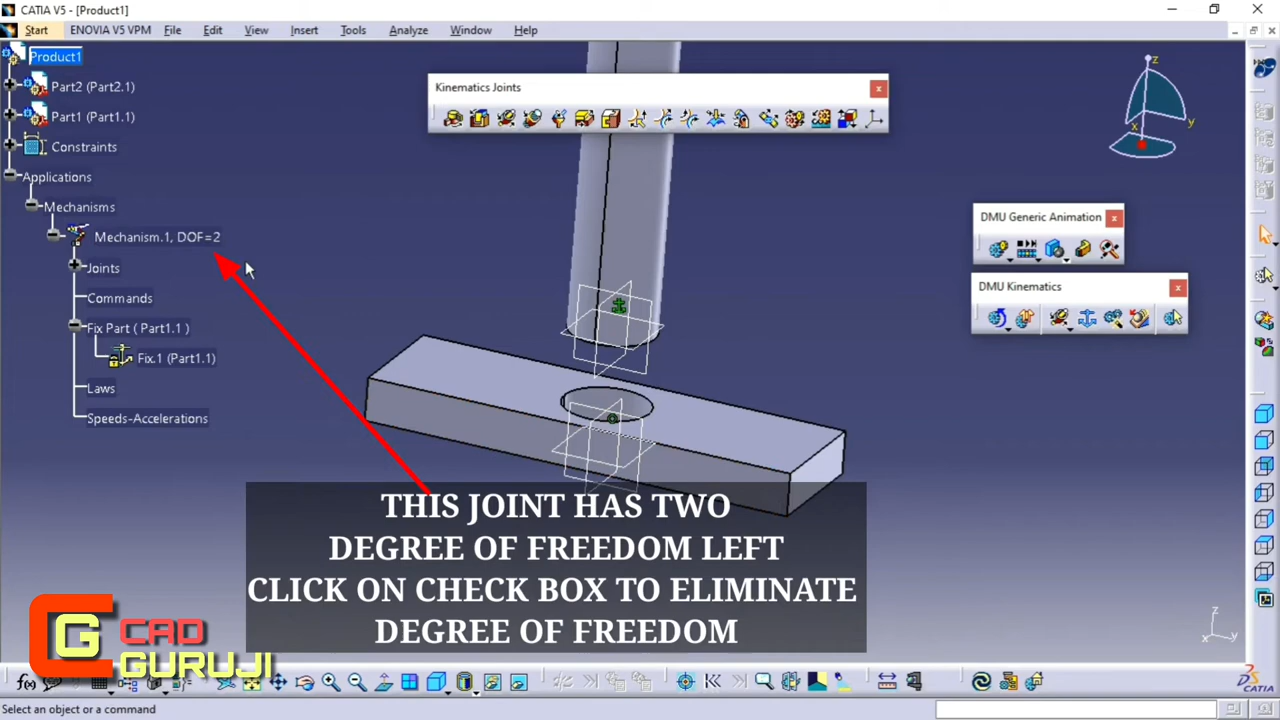 CATIA V5 - [Product1]
Start ENOVIA V5 VPM File Edit View Insert Tools Analyze Window Help
Product1
Part2 (Part2.1)
Part1 (Part1.1)
Constraints
Applications
Mechanisms
Mechanism.1, DOF=2
Joints
Commands
Fix Part ( Part1.1 )
Fix.1 (Part1.1)
Laws
Speeds-Accelerations
Kinematics Joints
z
y
x
DMU Generic Animation
DMU Kinematics
THIS JOINT HAS TWO
DEGREE OF FREEDOM LEFT
CLICK ON CHECK BOX TO ELIMINATE
DEGREE OF FREEDOM
G
CAD
GURUJI
z
x
y
f(x)
DS CATIA
Select an object or a command